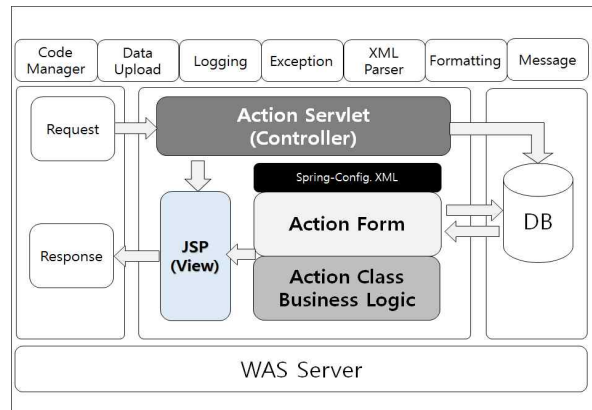 Code
Manager
Data
Upload
Logging
Exception
XML
Parser
Formatting
Message
Request
Action Servlet
(Controller)
Spring-Config. XML
Action Form
DB
JSP
(View)
Response
Action Class
Business Logic
WAS Server